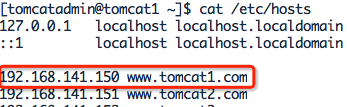 [tomcatadmin@tomcat1 ~]$ cat /etc/hosts
127.0.0.1 localhost localhost.localdomain
::1 localhost localhost.localdomain
192.168.141.150 www.tomcat1.com
192.168.141.151 www.tomcat2.com